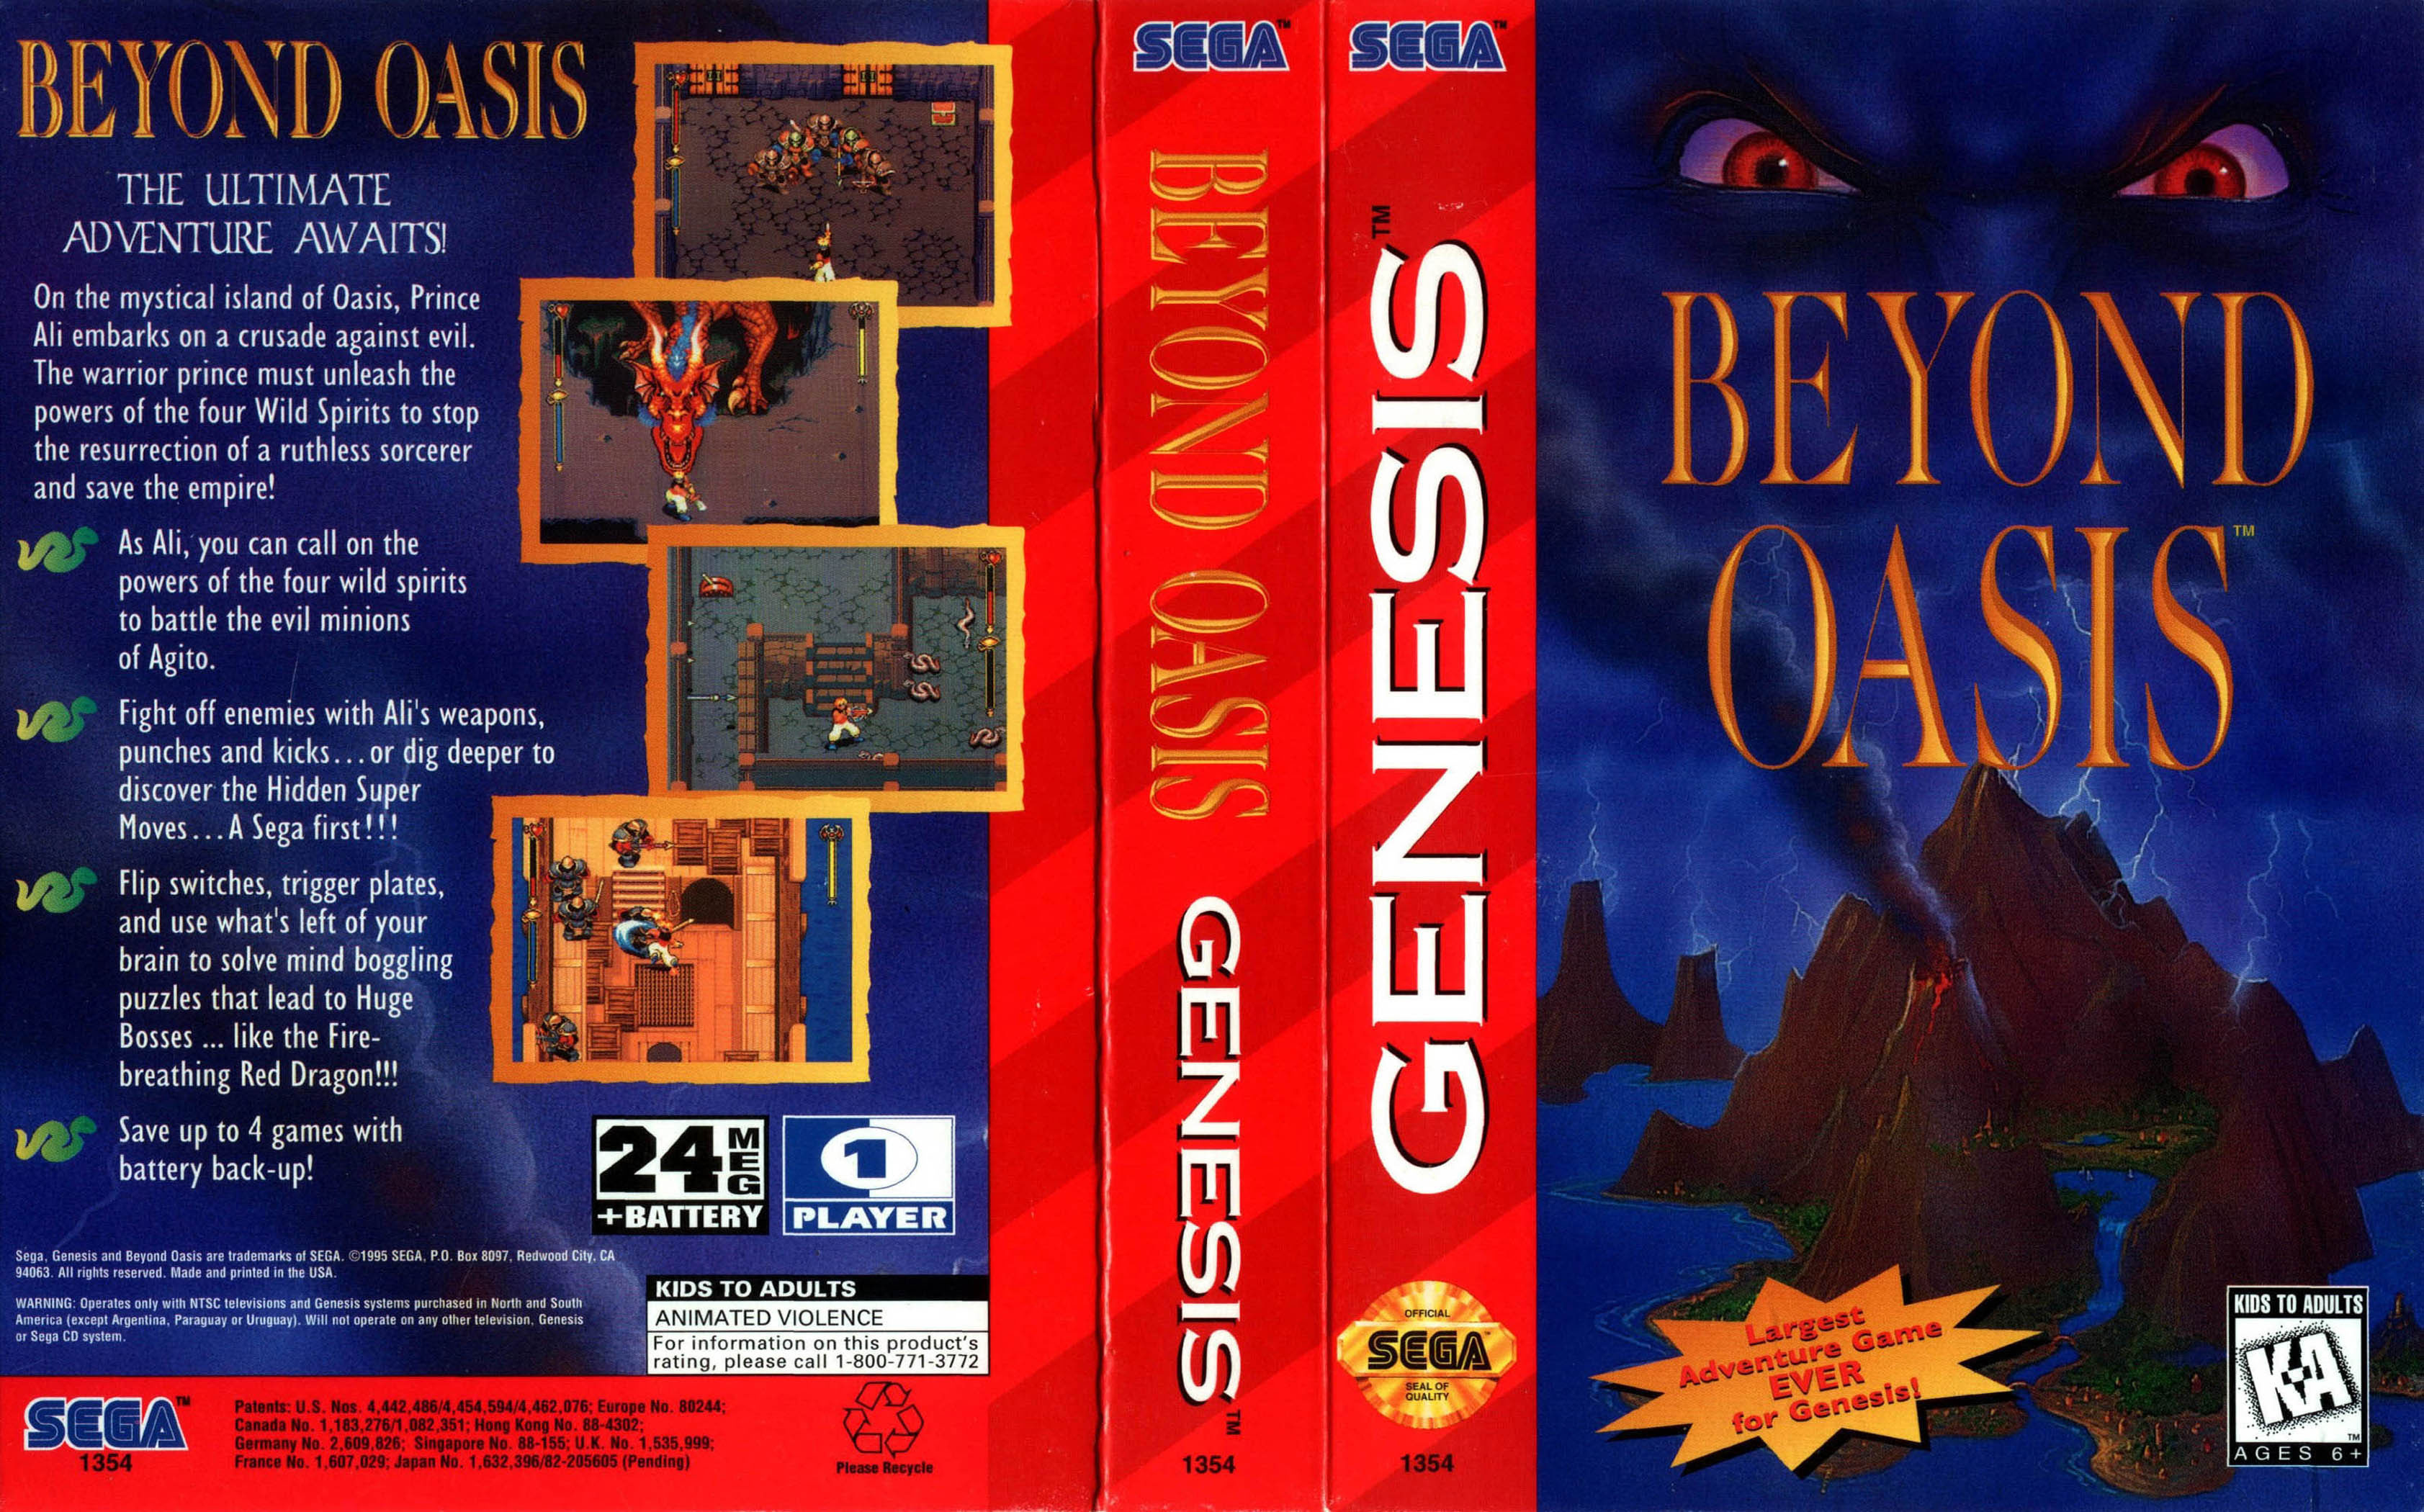 BEYOND OASIS
THE ULTIMATE
ADVENTURE AWAITS!
On the mystical island of Oasis, Prince
Ali embarks on a crusade against evil.
The warrior prince must unleash the
powers of the four Wild Spirits to stop
the resurrection of a ruthless sorcerer
and save the empire!
As Ali, you can call on the
powers of the four wild spirits
to battle the evil minions
of Agito.
Fight off enemies with Ali's weapons,
punches and kicks...or dig deeper to
discover the Hidden Super
Moves...A Sega first!!!
Flip switches, trigger plates,
and use what's left of your
brain to solve mind boggling
puzzles that lead to Huge
Bosses ... like the Fire-
breathing Red Dragon!!!
Save up to 4 games with
battery back-up!
24 MEG
+BATTERY
1
PLAYER
Sega, Genesis and Beyond Oasis are trademarks of SEGA. ©1995 SEGA, P.O. Box 8097, Redwood City, CA
94063. All rights reserved. Made and printed in the USA.
WARNING: Operates only with NTSC televisions and Genesis systems purchased in North and South
America (except Argentina, Paraguay or Uruguay). Will not operate on any other television, Genesis
or Sega CD system.
KIDS TO ADULTS
ANIMATED VIOLENCE
For information on this product's
rating, please call 1-800-771-3772
SEGA™
1354
Patents: U.S. Nos. 4,442,486/4,454,594/4,462,076; Europe No. 80244;
Canada No. 1,183,276/1,082,351; Hong Kong No. 88-4302;
Germany No. 2,609,826; Singapore No. 88-155; U.K. No. 1,535,999;
France No. 1,607,029; Japan No. 1,632,396/82-205605 (Pending)
Please Recycle
SEGA™
BEYOND OASIS
GENESIS™
1354
SEGA™
GENESIS™
OFFICIAL
SEGA™
SEAL OF
QUALITY
1354
BEYOND
OASIS™
Largest
Adventure Game
EVER
for Genesis!
KIDS TO ADULTS
K-A
™
AGES 6+